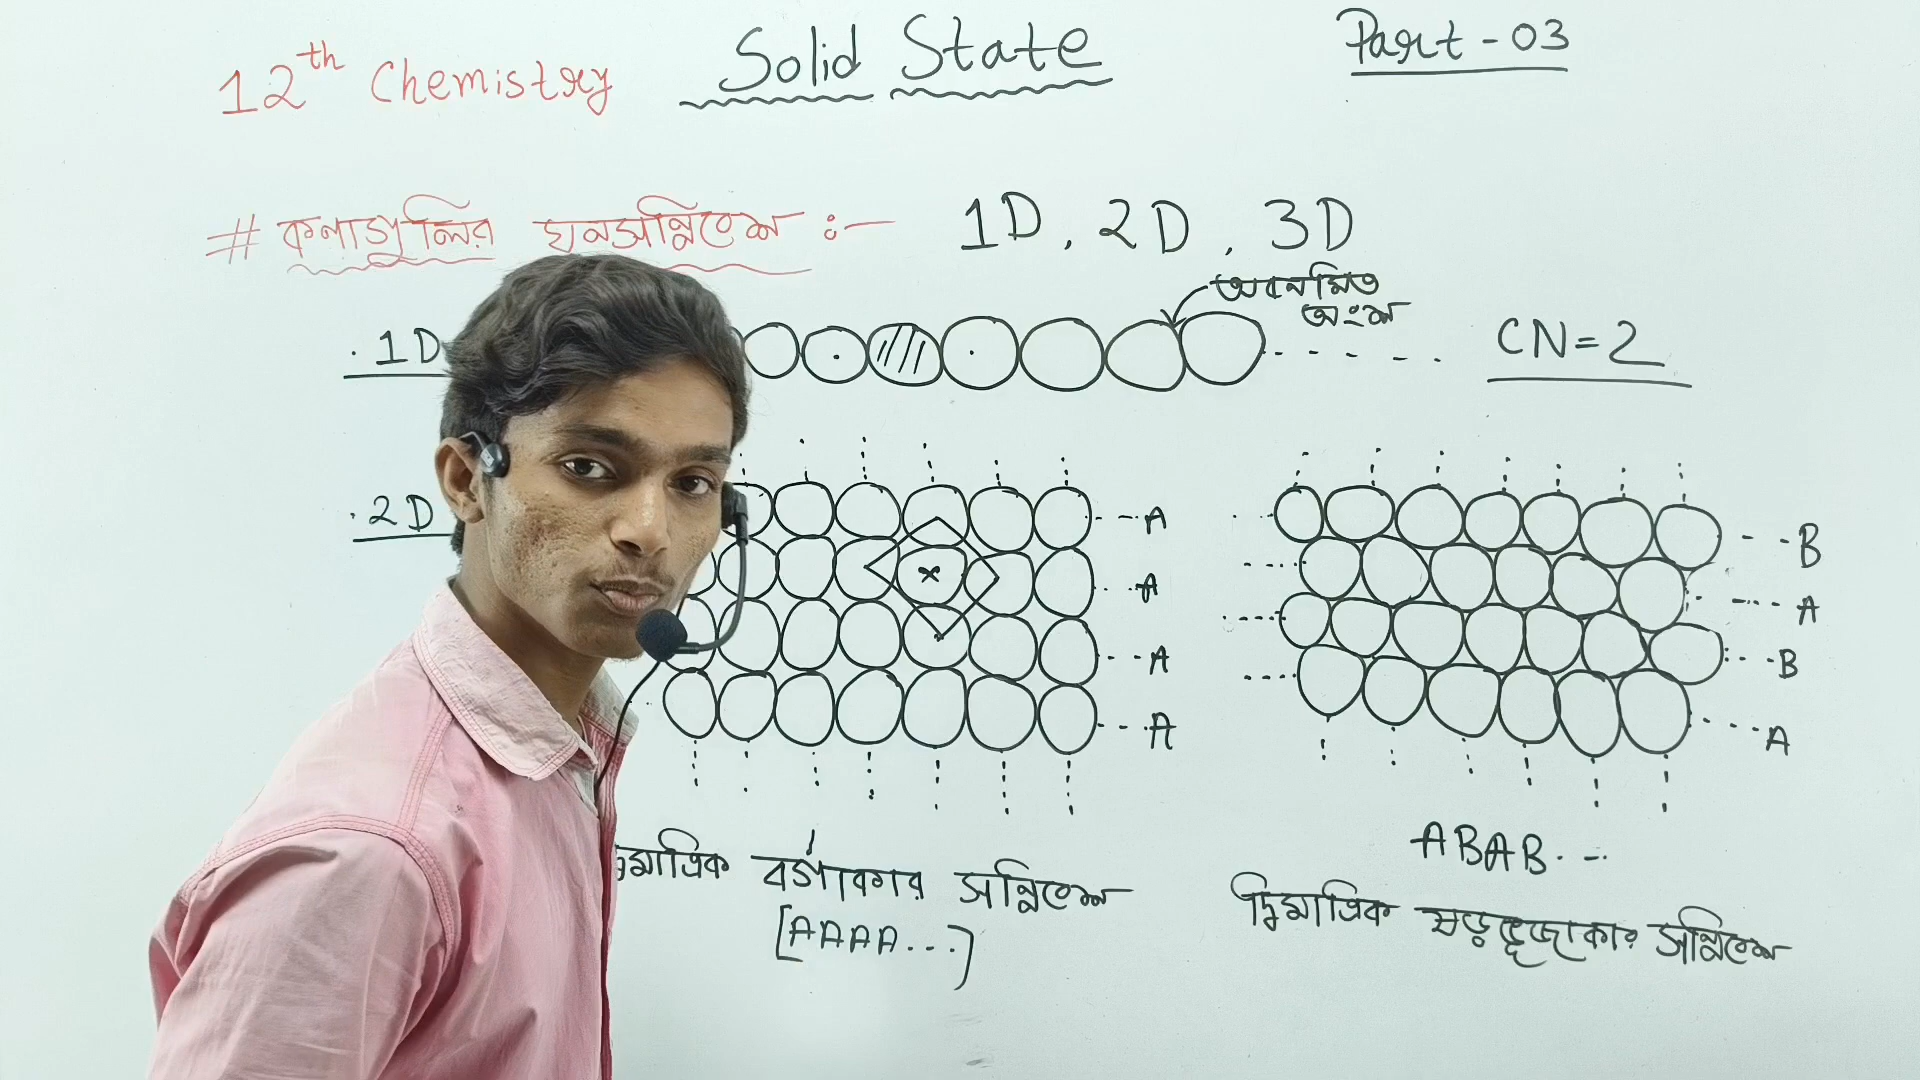 12th Chemistry
Solid State
Part - 03
# কণাগুলির ঘনসন্নিবেশ :-
1D, 2D, 3D
অবনমিত
অংশ
. 1D
CN = 2
. 2D
A
A
A
A
B
A
B
A
দ্বিমাত্রিক বর্গাকার সন্নিবেশ
[AAAA...]
ABAB...
দ্বিমাত্রিক ষড়ভুজাকার সন্নিবেশ